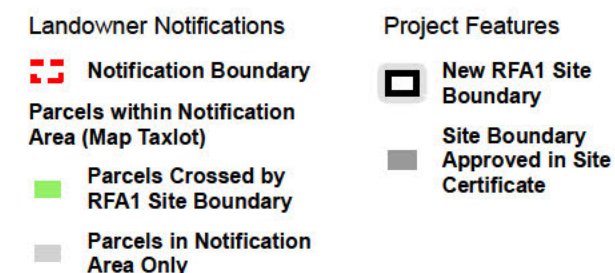 Landowner Notifications
Notification Boundary
Parcels within Notification
Area (Map Taxlot)
Parcels Crossed by
RFA1 Site Boundary
Parcels in Notification
Area Only
Project Features
New RFA1 Site
Boundary
Site Boundary
Approved in Site
Certificate